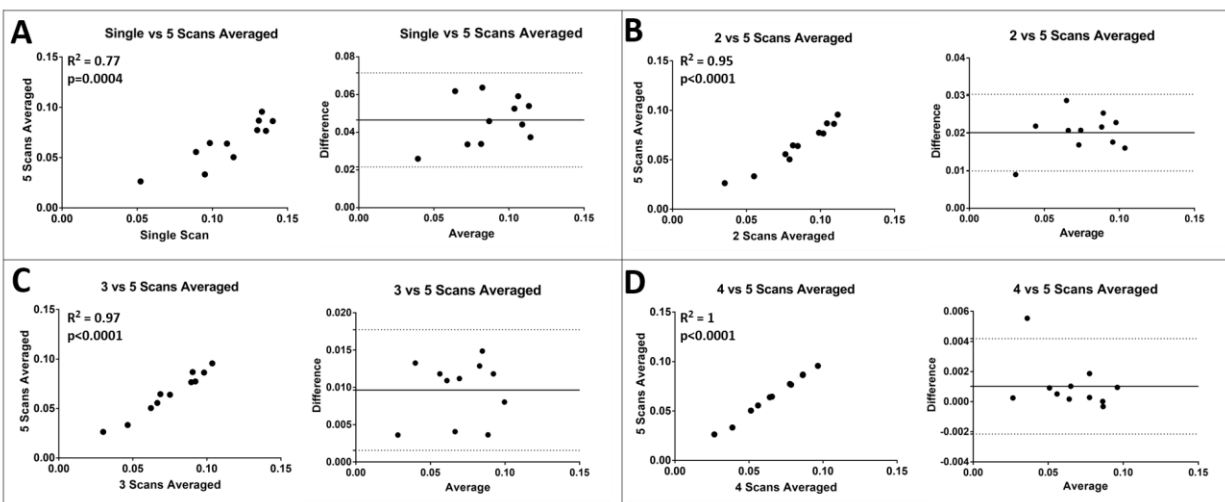 A
Single vs 5 Scans Averaged
R² = 0.77
p=0.0004
5 Scans Averaged
0.15
0.10
0.05
0.00
0.00 0.05 0.10 0.15
Single Scan
Single vs 5 Scans Averaged
Difference
0.08
0.06
0.04
0.02
0.00
0.00 0.05 0.10 0.15
Average
B
2 vs 5 Scans Averaged
R² = 0.95
p<0.0001
5 Scans Averaged
0.15
0.10
0.05
0.00
0.00 0.05 0.10 0.15
2 Scans Averaged
2 vs 5 Scans Averaged
Difference
0.04
0.03
0.02
0.01
0.00
0.00 0.05 0.10 0.15
Average
C
3 vs 5 Scans Averaged
R² = 0.97
p<0.0001
5 Scans Averaged
0.15
0.10
0.05
0.00
0.00 0.05 0.10 0.15
3 Scans Averaged
3 vs 5 Scans Averaged
Difference
0.020
0.015
0.010
0.005
0.000
0.00 0.05 0.10 0.15
Average
D
4 vs 5 Scans Averaged
R² = 1
p<0.0001
5 Scans Averaged
0.15
0.10
0.05
0.00
0.00 0.05 0.10 0.15
4 Scans Averaged
4 vs 5 Scans Averaged
Difference
0.006
0.004
0.002
0.000
-0.002
-0.004
0.00 0.05 0.10 0.15
Average